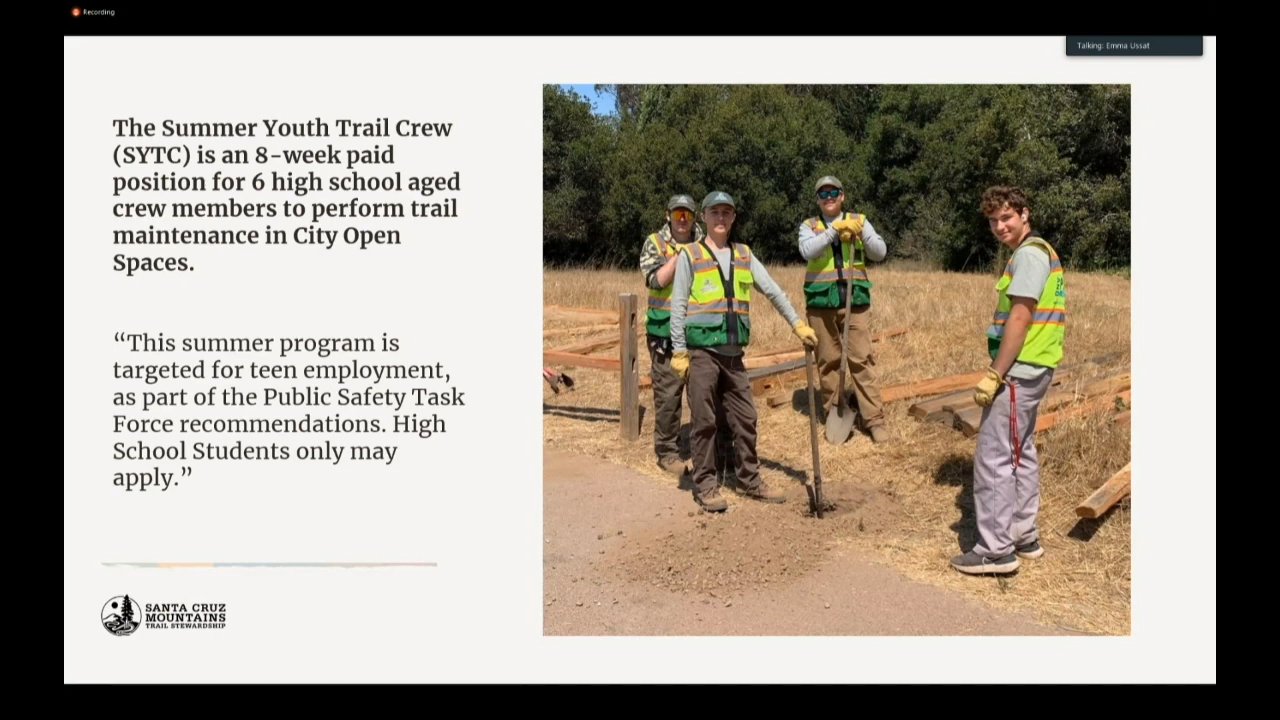 Recording
Talking: Emma Ussat
The Summer Youth Trail Crew
(SYTC) is an 8-week paid
position for 6 high school aged
crew members to perform trail
maintenance in City Open
Spaces.
“This summer program is
targeted for teen employment,
as part of the Public Safety Task
Force recommendations. High
School Students only may
apply.”
SANTA CRUZ
MOUNTAINS
TRAIL STEWARDSHIP